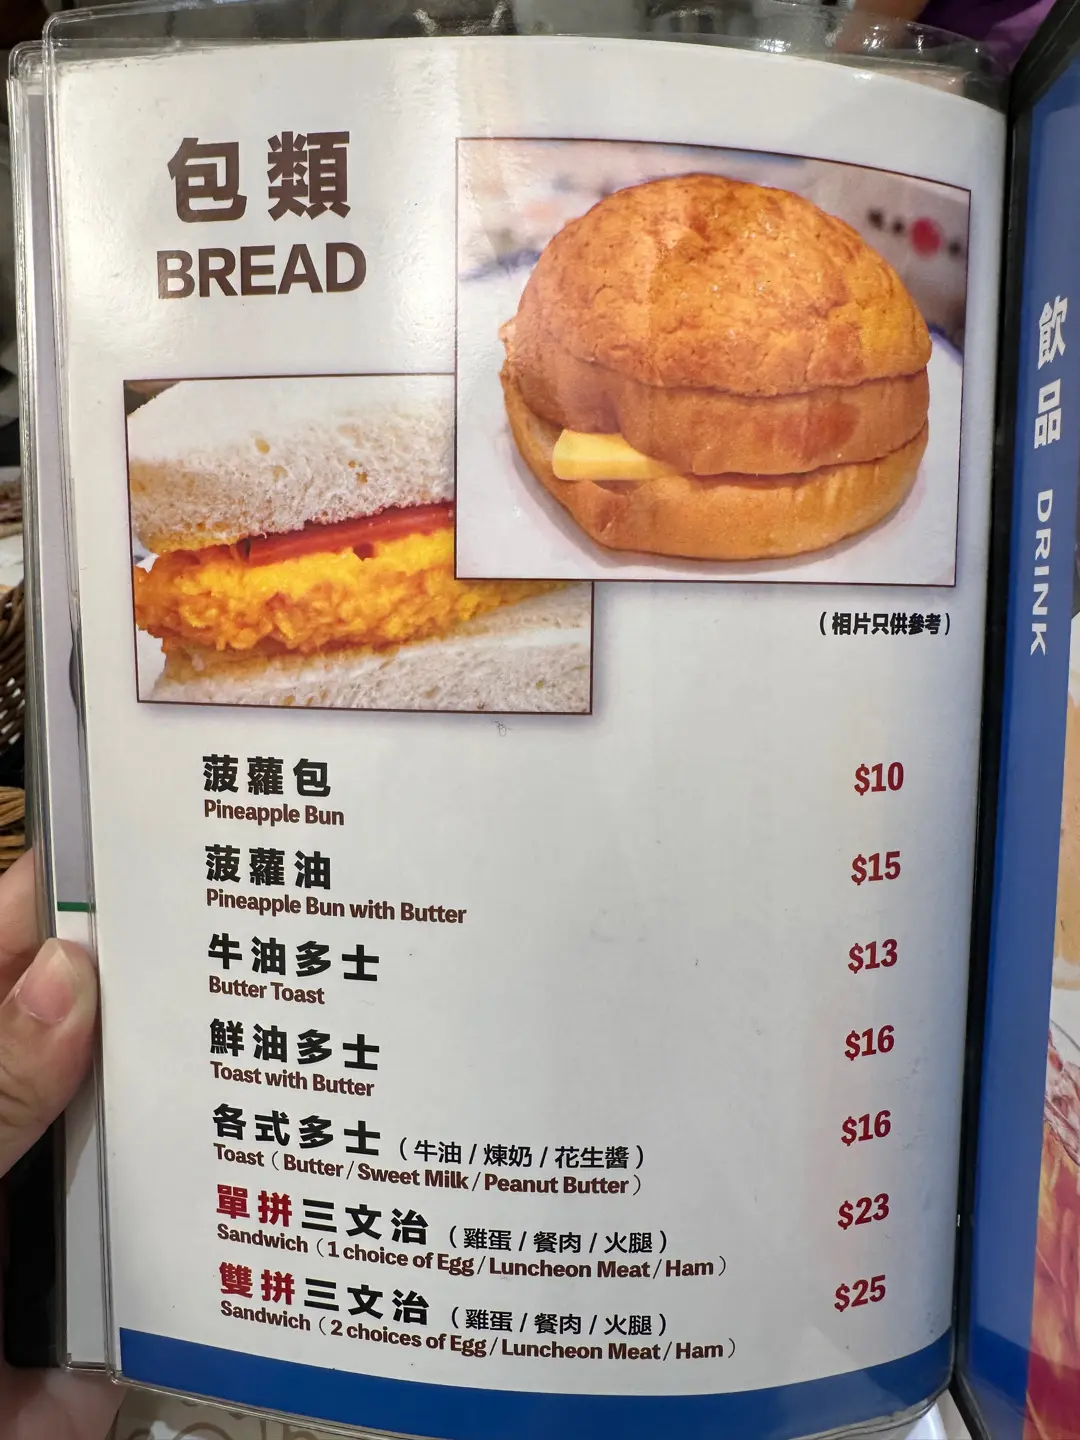 包類
BREAD
(相片只供參考)
菠蘿包
Pineapple Bun
$10
菠蘿油
Pineapple Bun with Butter
$15
牛油多士
Butter Toast
$13
鮮油多士
Toast with Butter
$16
各式多士 (牛油/煉奶/花生醬)
Toast (Butter/Sweet Milk/Peanut Butter)
$16
單拼三文治 (雞蛋/餐肉/火腿)
Sandwich (1 choice of Egg/Luncheon Meat/Ham)
$23
雙拼三文治 (雞蛋/餐肉/火腿)
Sandwich (2 choices of Egg/Luncheon Meat/Ham)
$25
飲品 DRINK